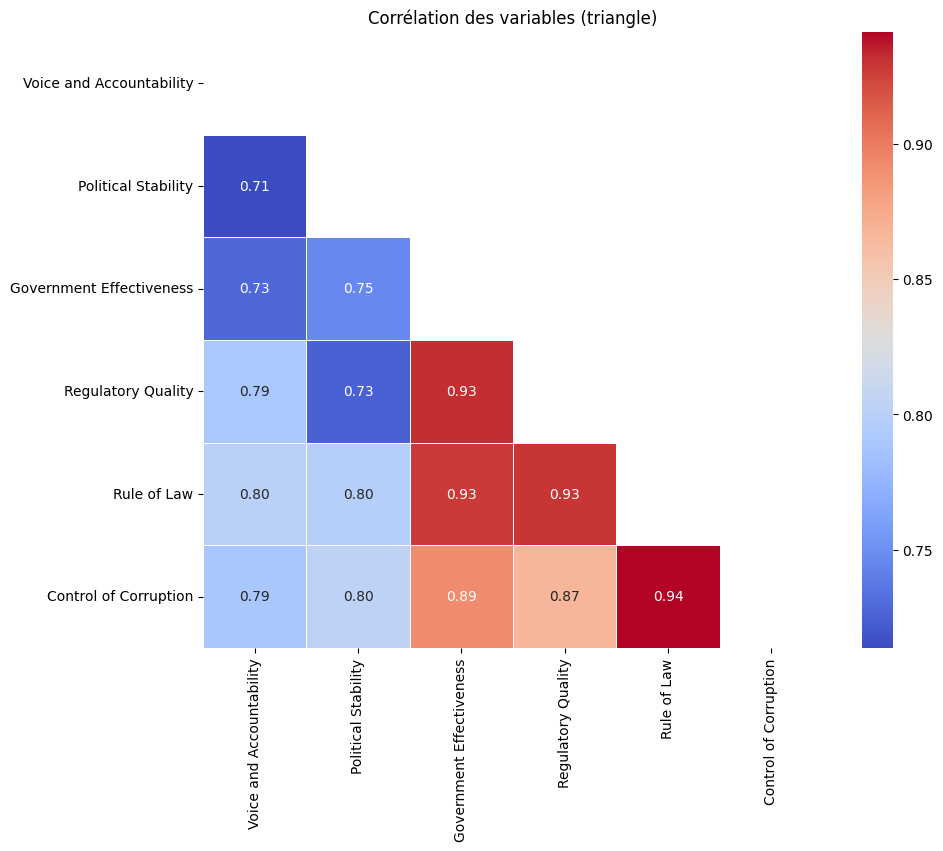 Corrélation des variables (triangle)
Voice and Accountability
Political Stability
0.71
Government Effectiveness
0.73 0.75
Regulatory Quality
0.79 0.73 0.93
Rule of Law
0.80 0.80 0.93 0.93
Control of Corruption
0.79 0.80 0.89 0.87 0.94
Voice and Accountability
Political Stability
Government Effectiveness
Regulatory Quality
Rule of Law
Control of Corruption
0.90
0.85
0.80
0.75